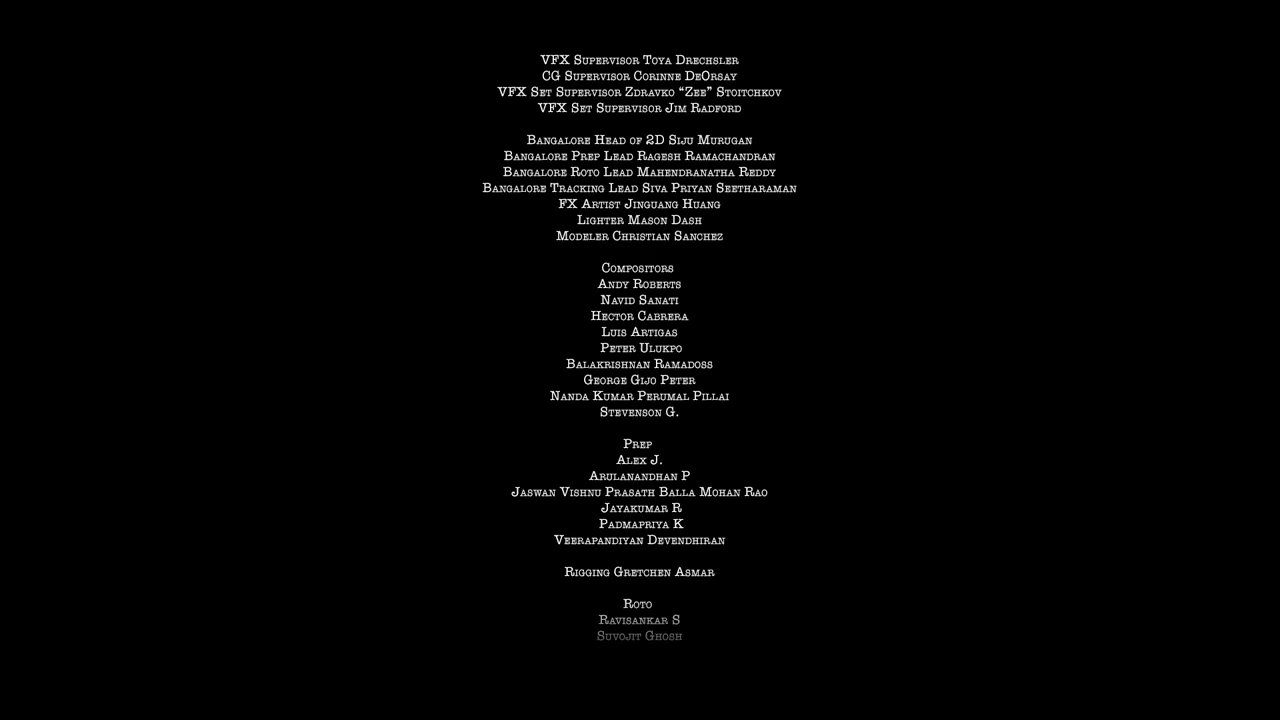 VFX Supervisor Toya Drechsler
CG Supervisor Corinne DeOrsay
VFX Set Supervisor Zdravko “Zee” Stoitchkov
VFX Set Supervisor Jim Radford
Bangalore Head of 2D Siju Murugan
Bangalore Prep Lead Ragesh Ramachandran
Bangalore Roto Lead Mahendranatha Reddy
Bangalore Tracking Lead Siva Priyan Seetharaman
FX Artist Jinguang Huang
Lighter Mason Dash
Modeler Christian Sanchez
Compositors
Andy Roberts
Navid Sanati
Hector Cabrera
Luis Artigas
Peter Ulukpo
Balakrishnan Ramadoss
George Gijo Peter
Nanda Kumar Perumal Pillai
Stevenson G.
Prep
Alex J.
Arulanandhan P
Jaswan Vishnu Prasath Balla Mohan Rao
Jayakumar R
Padmapriya K
Veerapandiyan Devendhiran
Rigging Gretchen Asmar
Roto
Ravisankar S
Suvojit Ghosh